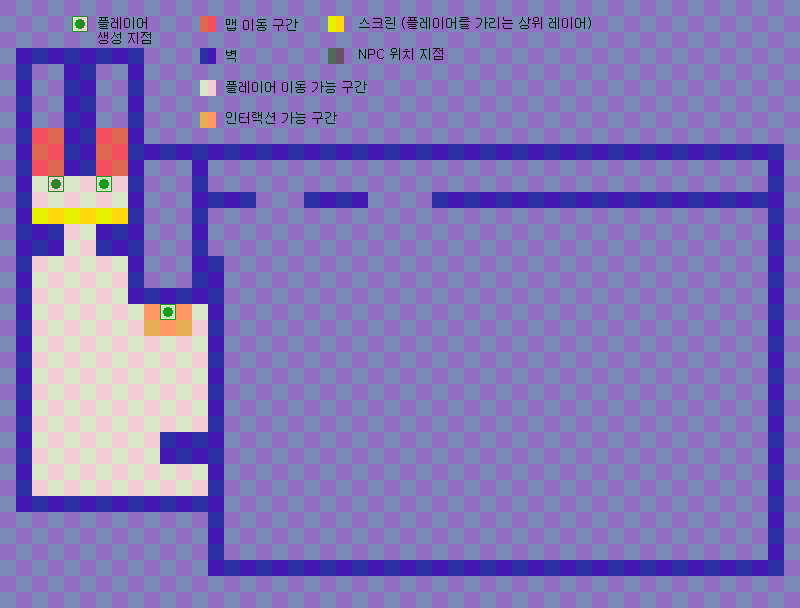 플레이어
생성 지점
맵 이동 구간
스크린 (플레이어를 가리는 상위 레이어)
벽
NPC 위치 지점
플레이어 이동 가능 구간
인터랙션 가능 구간